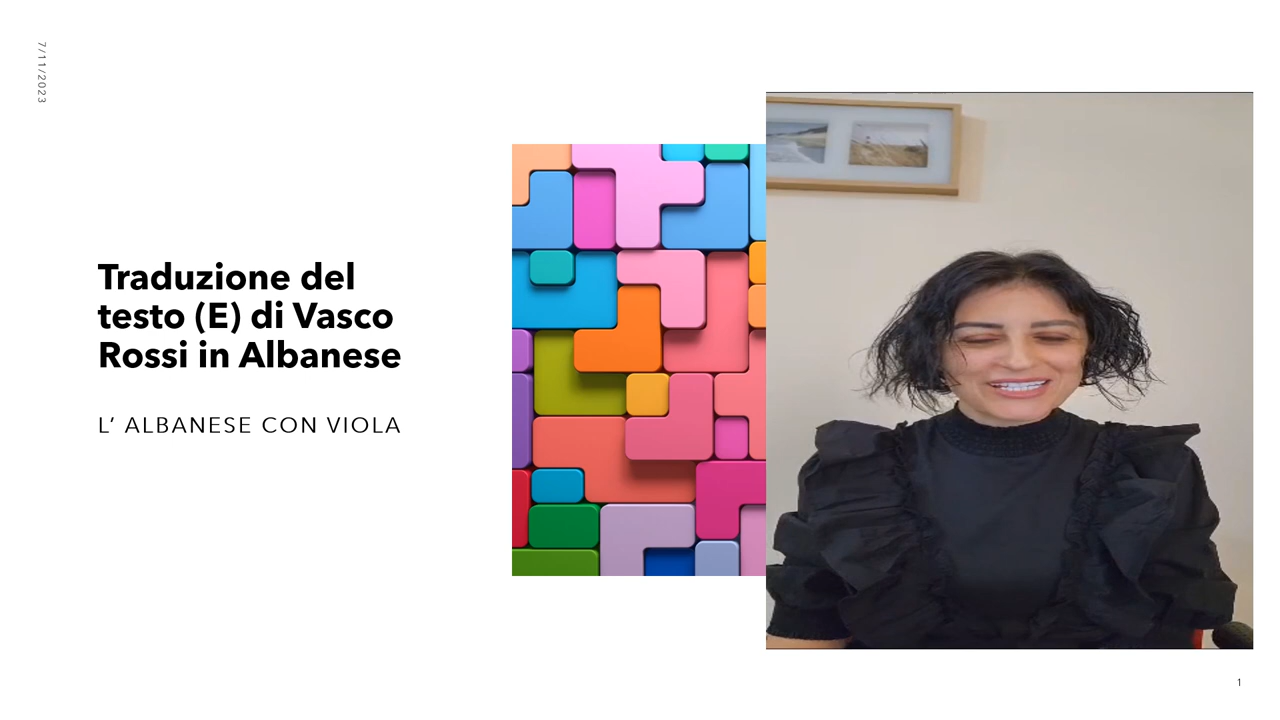 7/11/2023
Traduzione del
testo (E) di Vasco
Rossi in Albanese
L’ ALBANESE CON VIOLA
1